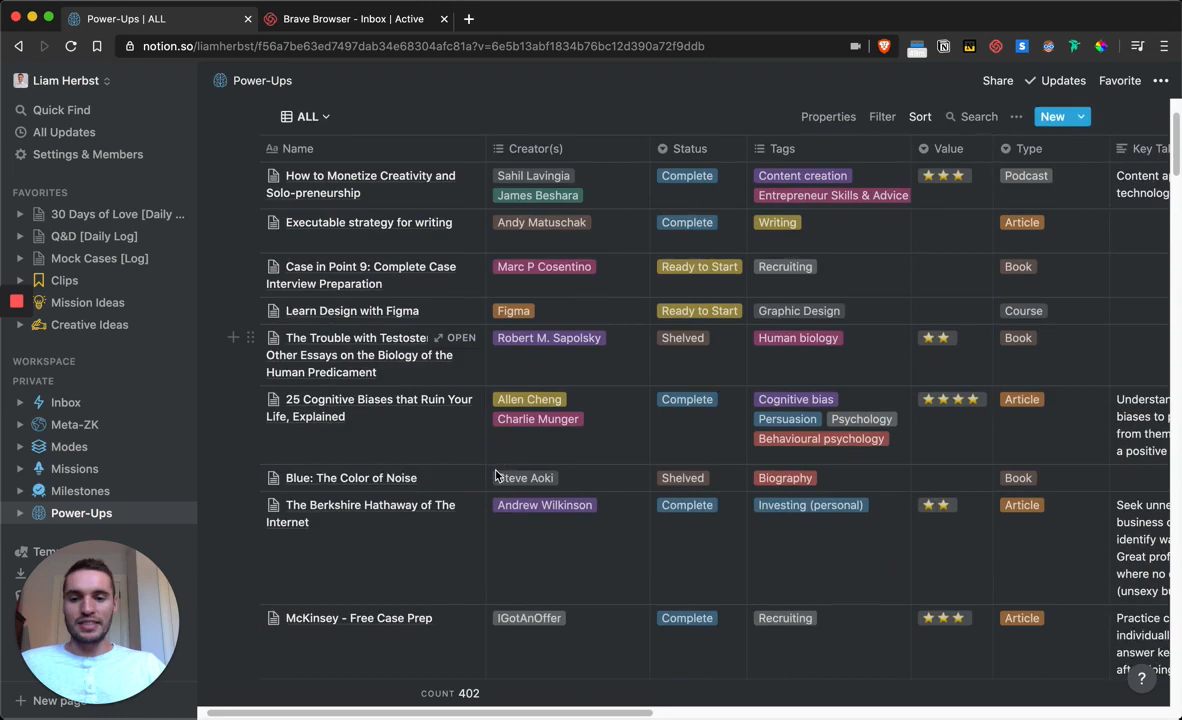 Power-Ups | ALL
Brave Browser - Inbox | Active
notion.so/liamherbst/f56a7be63ed7497dab34e68304afc81a?v=6e5b13abf1834b76bc12d390a72f9ddb
Liam Herbst
Quick Find
All Updates
Settings & Members
FAVORITES
30 Days of Love [Daily ...
Q&D [Daily Log]
Mock Cases [Log]
Clips
Mission Ideas
Creative Ideas
WORKSPACE
PRIVATE
Inbox
Meta-ZK
Modes
Missions
Milestones
Power-Ups
Tem
New page
Power-Ups
Share
Updates
Favorite
ALL
Properties
Filter
Sort
Search
New
Aa Name
Creator(s)
Status
Tags
Value
Type
Key Tal
How to Monetize Creativity and
Solo-preneurship
Sahil Lavingia
James Beshara
Complete
Content creation
Entrepreneur Skills & Advice
Podcast
Content a
technolog
Executable strategy for writing
Andy Matuschak
Complete
Writing
Article
Case in Point 9: Complete Case
Interview Preparation
Marc P Cosentino
Ready to Start
Recruiting
Book
Learn Design with Figma
Figma
Ready to Start
Graphic Design
Course
The Trouble with Testoste
OPEN
Other Essays on the Biology of the
Human Predicament
Robert M. Sapolsky
Shelved
Human biology
Book
25 Cognitive Biases that Ruin Your
Life, Explained
Allen Cheng
Charlie Munger
Complete
Cognitive bias
Persuasion Psychology
Behavioural psychology
Article
Understan
biases to p
from them
a positive
Blue: The Color of Noise
Steve Aoki
Shelved
Biography
Book
The Berkshire Hathaway of The
Internet
Andrew Wilkinson
Complete
Investing (personal)
Article
Seek unne
business c
identify wa
Great prof
where no
(unsexy bu
McKinsey - Free Case Prep
IGotAnOffer
Complete
Recruiting
Article
Practice c
individuall
answer ke
COUNT 402
?